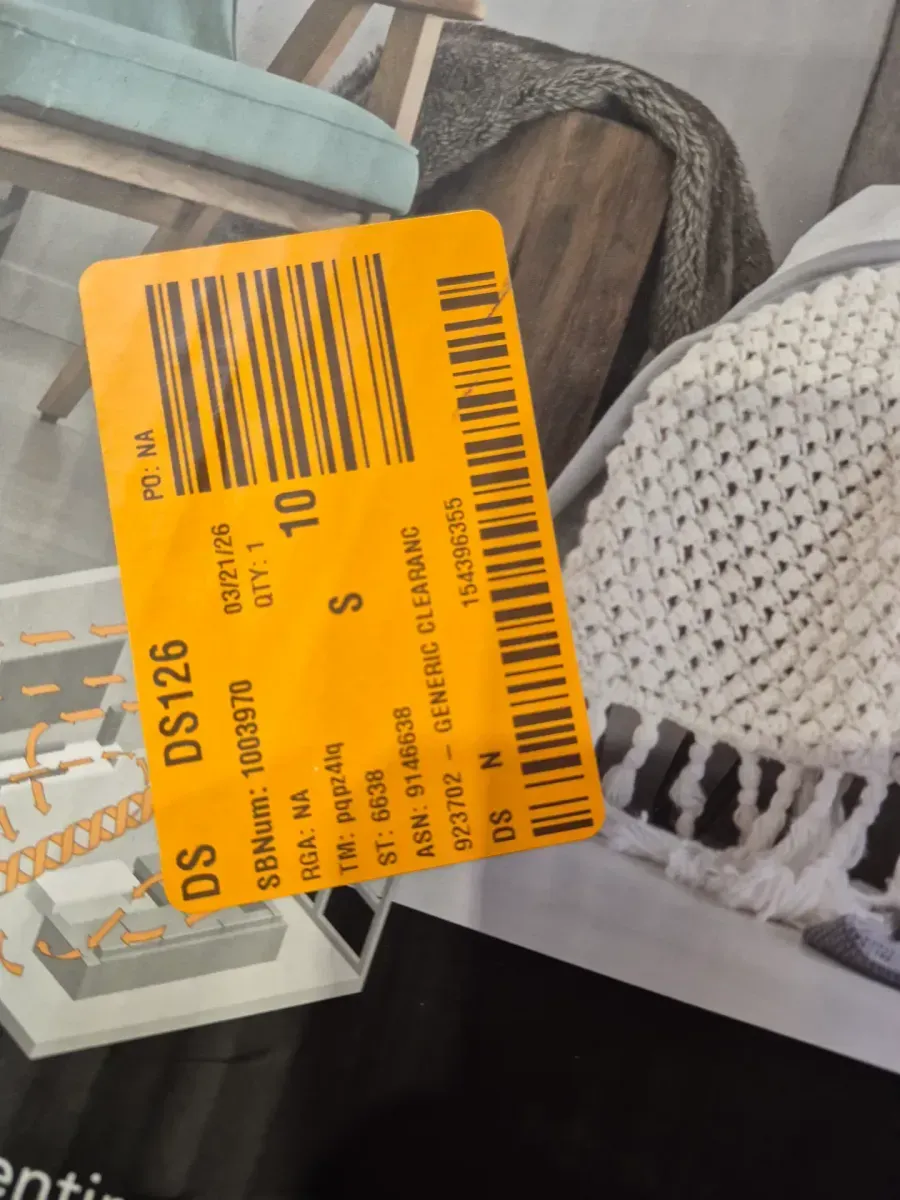 PO: NA
DS DS126
03/21/26
SBNum: 1003970 QTY: 1
RGA: NA 10
TM: pqpz4lq
ST: 6638 S
ASN: 9146638
923702 - GENERIC CLEARANC
154396355
DS N